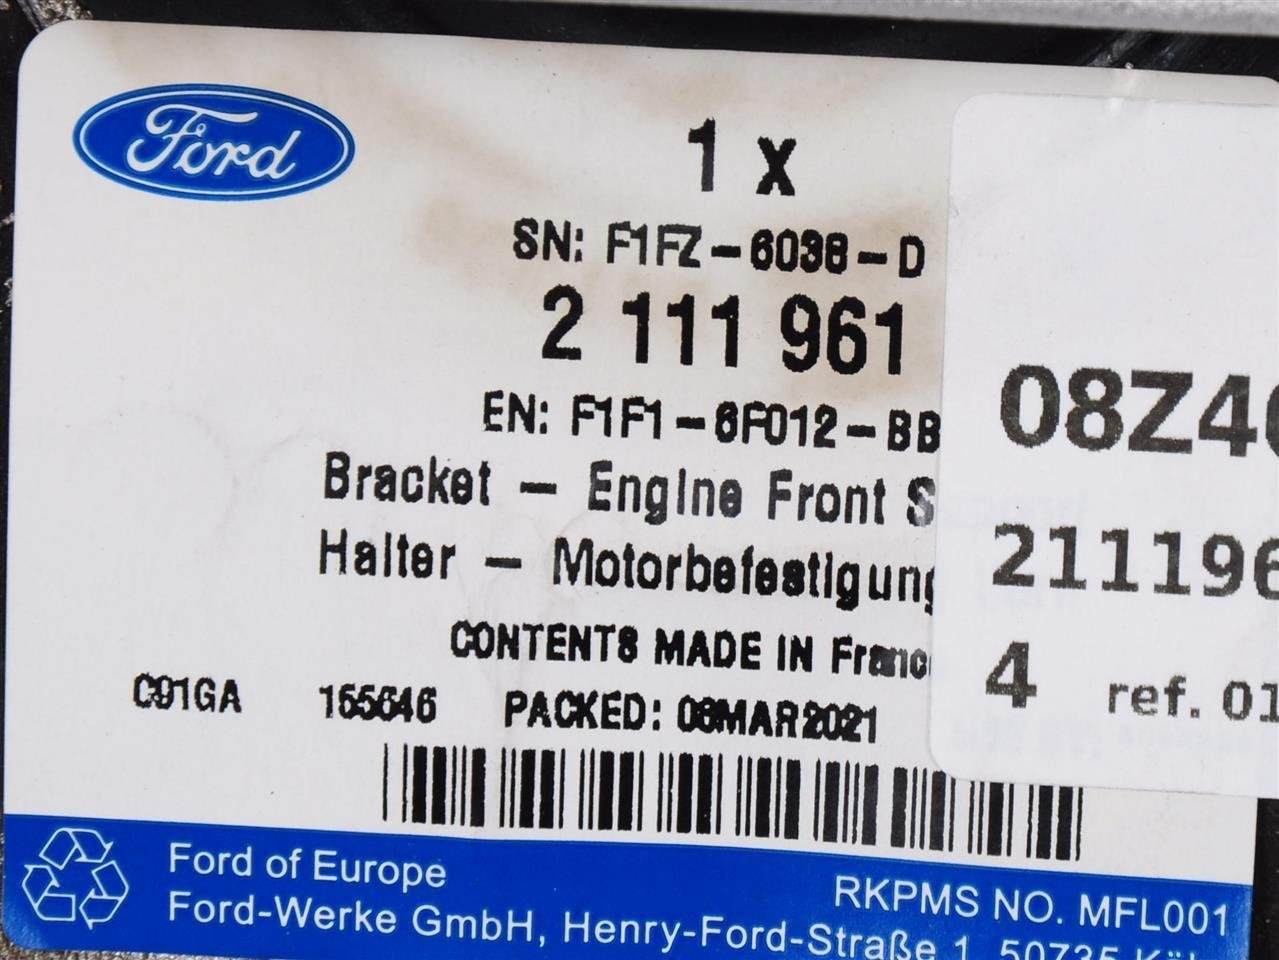 Ford
1 x
SN: F1FZ-6038-D
2 111 961
EN: F1F1-6F012-BB
Bracket - Engine Front S
Halter - Motorbefestigung
CONTENTS MADE IN Franc
C91GA 155646 PACKED: 08MAR2021
08Z4
21119
4 ref. 01
Ford of Europe
Ford-Werke GmbH, Henry-Ford-Straße 1, 50735 Köl
RKPMS NO. MFL001